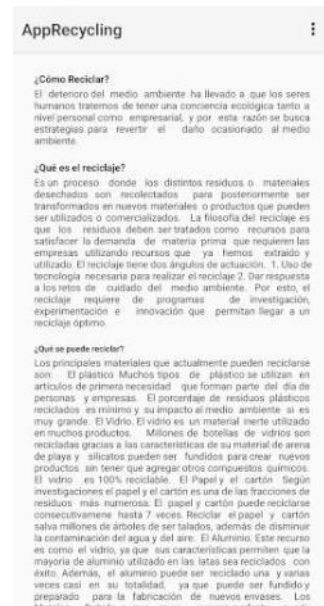 AppRecycling
¿Cómo Reciclar?
El deterioro del medio ambiente ha llevado a que los seres
humanos tratemos de tener una conciencia ecológica tanto a
nivel personal como empresarial, y por esta razón se busca
estrategias para revertir el daño ocasionado al medio
ambiente.
¿Qué es el reciclaje?
Es un proceso donde los distintos residuos o materiales
desechados son recolectados para posteriormente ser
transformados en nuevos materiales o productos que pueden
ser utilizados o comercializados. La filosofía del reciclaje es
que los residuos deben ser tratados como recursos para
satisfacer la demanda de materia prima que requieren las
empresas utilizando recursos que ya hemos extraido y
utilizado. El reciclaje tiene dos ángulos de actuación. 1. Uso de
tecnología necesaria para realizar el reciclaje 2. Dar respuesta
a los retos de cuidado del medio ambiente. Por esto, el
reciclaje requiere de programas de investigación,
experimentación e innovación que permitan llegar a un
reciclaje óptimo.
¿Qué se puede reciclar?
Los principales materiales que actualmente pueden reciclarse
son: El plástico Muchos tipos de plástico se utilizan en
artículos de primera necesidad que forman parte del día de
personas y empresas. El porcentaje de residuos plásticos
reciclados es mínimo y su impacto al medio ambiente si es
muy grande. El Vidrio. El vidrio es un material inerte utilizado
en muchos productos. Millones de botellas de vidrios son
recicladas gracias a las características de su material de arena
de playa y silicatos pueden ser fundidos para crear nuevos
productos sin tener que agregar otros compuestos químicos.
El vidrio es 100% reciclable. El Papel y el cartón Según
investigaciones el papel y el cartón es una de las fracciones de
residuos más numerosa. El papel y cartón puede reciclarse
consecutivamente hasta 7 veces. Reciclar el papel y cartón
salva millones de árboles de ser talados, además de disminuir
la contaminación del agua y del aire. El Aluminio. Este recurso
es como el vidrio, ya que sus características permiten que la
mayoría de aluminio utilizado en las latas sea reciclados con
éxito. Además, el aluminio puede ser reciclado una y varias
veces casi en su totalidad, ya que puede ser fundido y
preparado para la fabricación de nuevos envases. Los